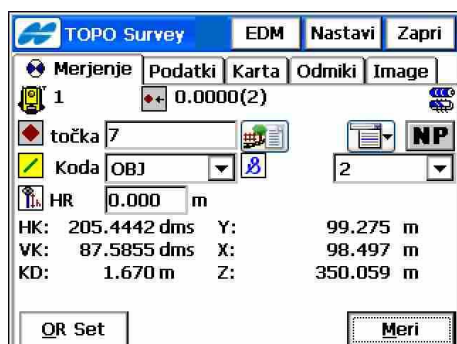 TOPO Survey EDM Nastavi Zapri
Merjenje Podatki Karta Odmiki Image
1 0.0000(2)
točka 7 NP
Koda OBJ 2
HR 0.000 m
HK: 205.4442 dms Y: 99.275 m
VK: 87.5855 dms X: 98.497 m
KD: 1.670 m Z: 350.059 m
OR Set Meri